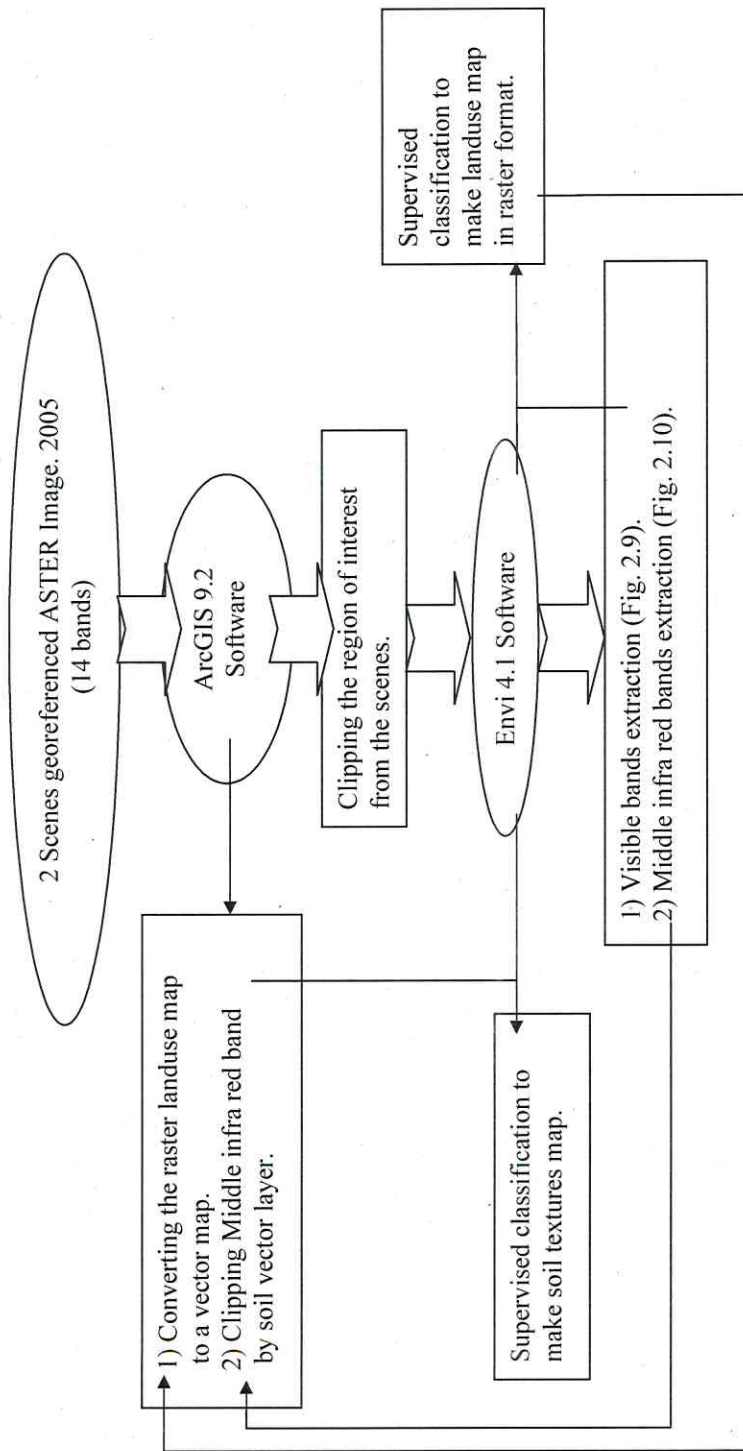 2 Scenes georeferenced ASTER Image. 2005
(14 bands)
ArcGIS 9.2
Software
1) Converting the raster landuse map
to a vector map.
2) Clipping Middle infra red band
by soil vector layer.
Clipping the region of interest
from the scenes.
Envi 4.1 Software
Supervised classification to
make soil textures map.
Supervised
classification to
make landuse map
in raster format.
1) Visible bands extraction (Fig. 2.9).
2) Middle infra red bands extraction (Fig. 2.10).